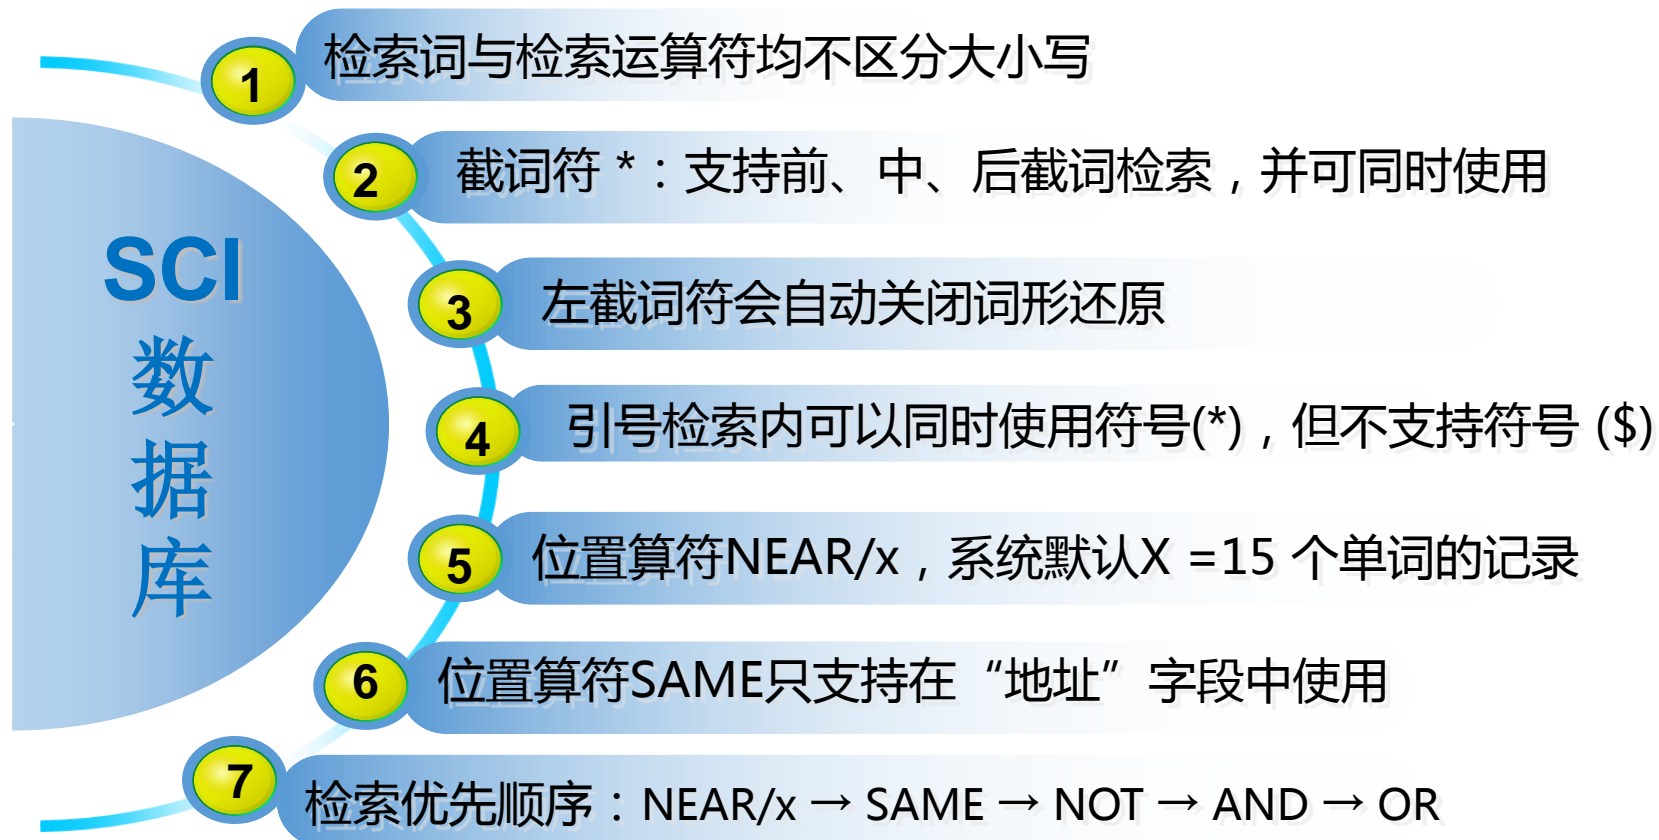 SCI
数
据
库
1
检索词与检索运算符均不区分大小写
2
截词符 *：支持前、中、后截词检索，并可同时使用
3
左截词符会自动关闭词形还原
4
引号检索内可以同时使用符号(*)，但不支持符号 ($)
5
位置算符NEAR/x，系统默认X =15 个单词的记录
6
位置算符SAME只支持在“地址”字段中使用
7
检索优先顺序：NEAR/x → SAME → NOT → AND → OR